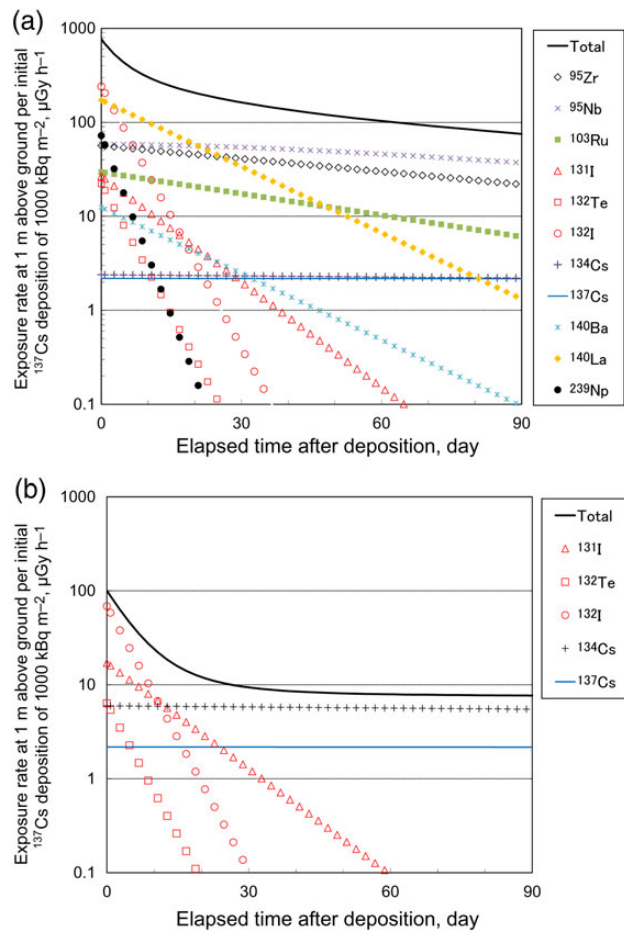 (a)
Exposure rate at 1 m above ground per initial
¹³⁷Cs deposition of 1000 kBq m⁻², μGy h⁻¹
1000
100
10
1
0.1
0
30
60
90
Elapsed time after deposition, day
Total
⁹⁵Zr
⁹⁵Nb
¹⁰³Ru
¹³¹I
¹³²Te
¹³²I
¹³⁴Cs
¹³⁷Cs
¹⁴⁰Ba
¹⁴⁰La
²³⁹Np
(b)
Exposure rate at 1 m above ground per initial
¹³⁷Cs deposition of 1000 kBq m⁻², μGy h⁻¹
1000
100
10
1
0.1
0
30
60
90
Elapsed time after deposition, day
Total
¹³¹I
¹³²Te
¹³²I
¹³⁴Cs
¹³⁷Cs